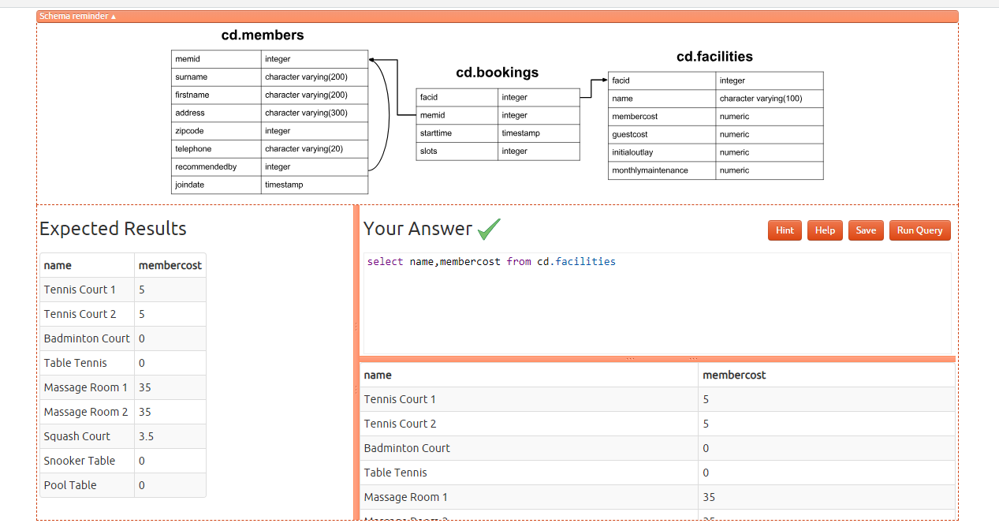 Schema reminder ▲
cd.members
memid integer
surname character varying(200)
firstname character varying(200)
address character varying(300)
zipcode integer
telephone character varying(20)
recommendedby integer
joindate timestamp
cd.bookings
facid integer
memid integer
starttime timestamp
slots integer
cd.facilities
facid integer
name character varying(100)
membercost numeric
guestcost numeric
initialoutlay numeric
monthlymaintenance numeric
Expected Results
name membercost
Tennis Court 1 5
Tennis Court 2 5
Badminton Court 0
Table Tennis 0
Massage Room 1 35
Massage Room 2 35
Squash Court 3.5
Snooker Table 0
Pool Table 0
Your Answer
Hint Help Save Run Query
select name,membercost from cd.facilities
name membercost
Tennis Court 1 5
Tennis Court 2 5
Badminton Court 0
Table Tennis 0
Massage Room 1 35